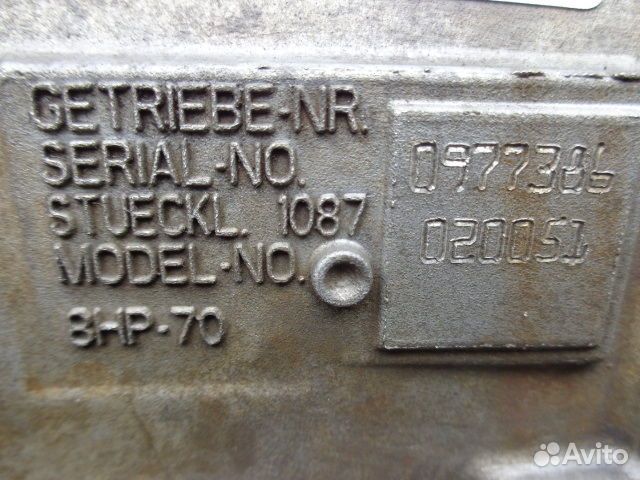 GETRIEBE-NR.
SERIAL-NO.
STUECKL. 1087
MODEL-NO.
8HP-70
0977386
020051
Avito